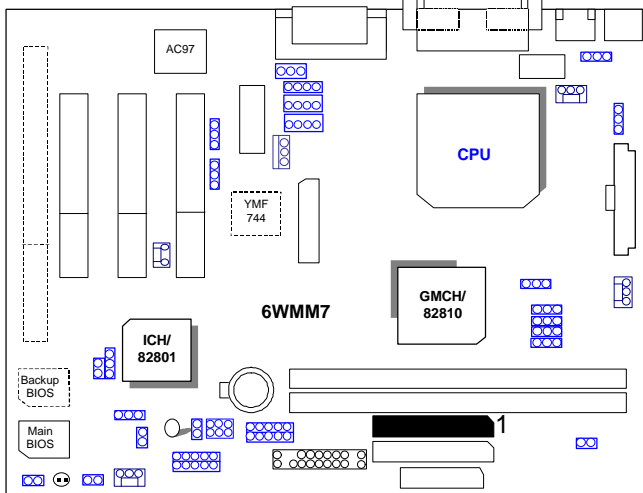 AC97
CPU
YMF
744
6WMM7
GMCH/
82810
ICH/
82801
Backup
BIOS
Main
BIOS
1